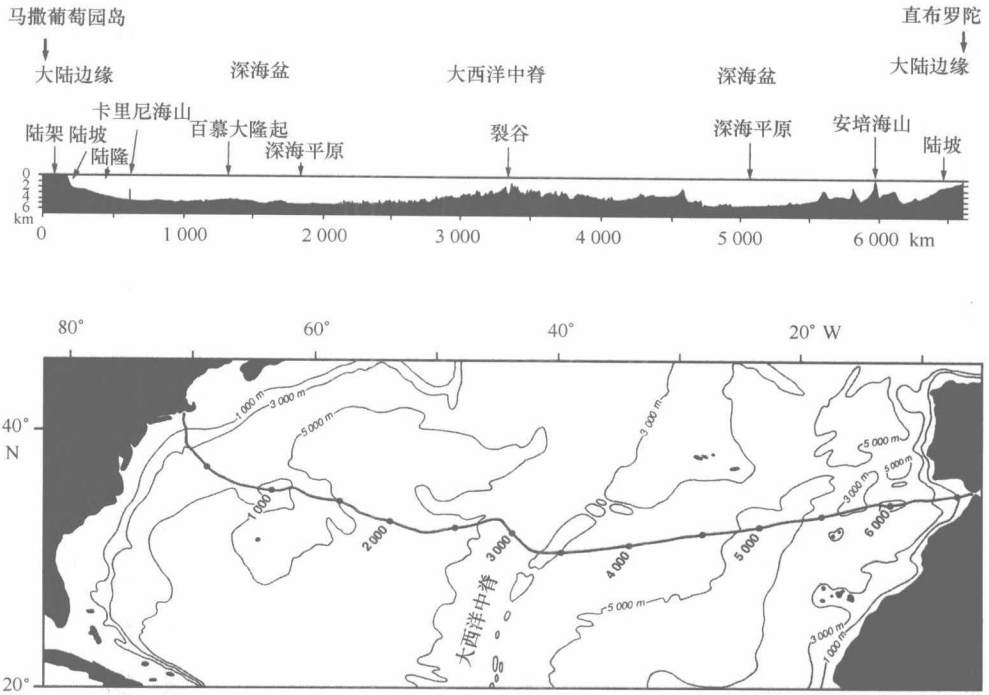 马撒葡萄园岛
直布罗陀
大陆边缘
深海盆
大西洋中脊
深海盆
大陆边缘
卡里尼海山
陆架
陆坡
百慕大隆起
裂谷
深海平原
安培海山
陆隆
深海平原
陆坡
0
2
4
6
km
0
1 000
2 000
3 000
4 000
5 000
6 000 km
80°
60°
40°
20° W
40°
N
20°
1 000 m
3 000 m
5 000 m
3 000 m
5 000 m
5 000 m
3 000 m
1 000
2 000
3 000
4 000
5 000
6 000
5 000 m
3 000 m
1 000 m
大西洋中脊